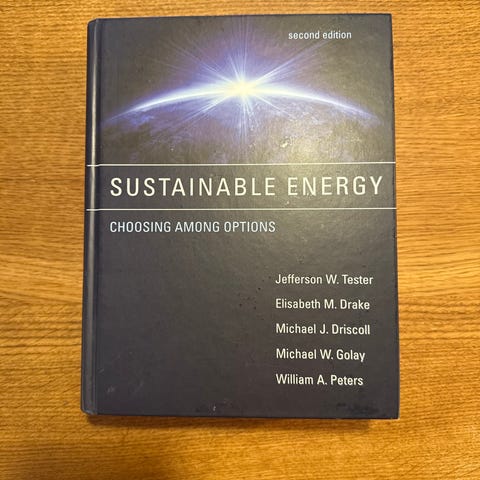 second edition
SUSTAINABLE ENERGY
CHOOSING AMONG OPTIONS
Jefferson W. Tester
Elisabeth M. Drake
Michael J. Driscoll
Michael W. Golay
William A. Peters